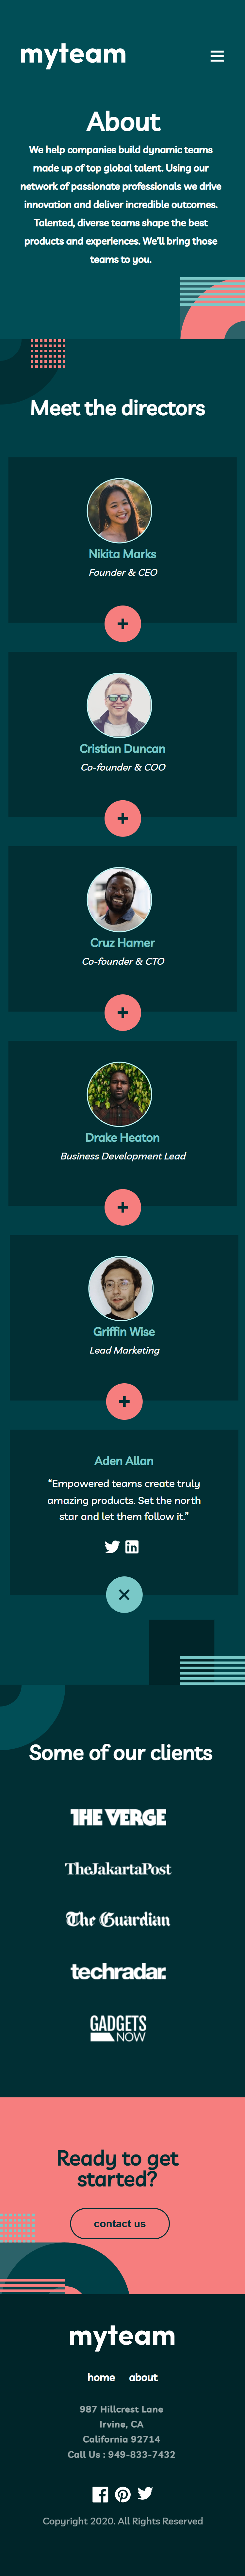 myteam
About
We help companies build dynamic teams
made up of top global talent. Using our
network of passionate professionals we drive
innovation and deliver incredible outcomes.
Talented, diverse teams shape the best
products and experiences. We'll bring those
teams to you.
Meet the directors
Nikita Marks
Founder & CEO
+
Cristian Duncan
Co-founder & COO
+
Cruz Hamer
Co-founder & CTO
+
Drake Heaton
Business Development Lead
+
Griffin Wise
Lead Marketing
+
Aden Allan
“Empowered teams create truly
amazing products. Set the north
star and let them follow it.”
Some of our clients
THE VERGE
TheJakartaPost
The Guardian
techradar.
GADGETS
NOW
Ready to get
started?
contact us
myteam
home about
987 Hillcrest Lane
Irvine, CA
California 92714
Call Us : 949-833-7432
Copyright 2020. All Rights Reserved